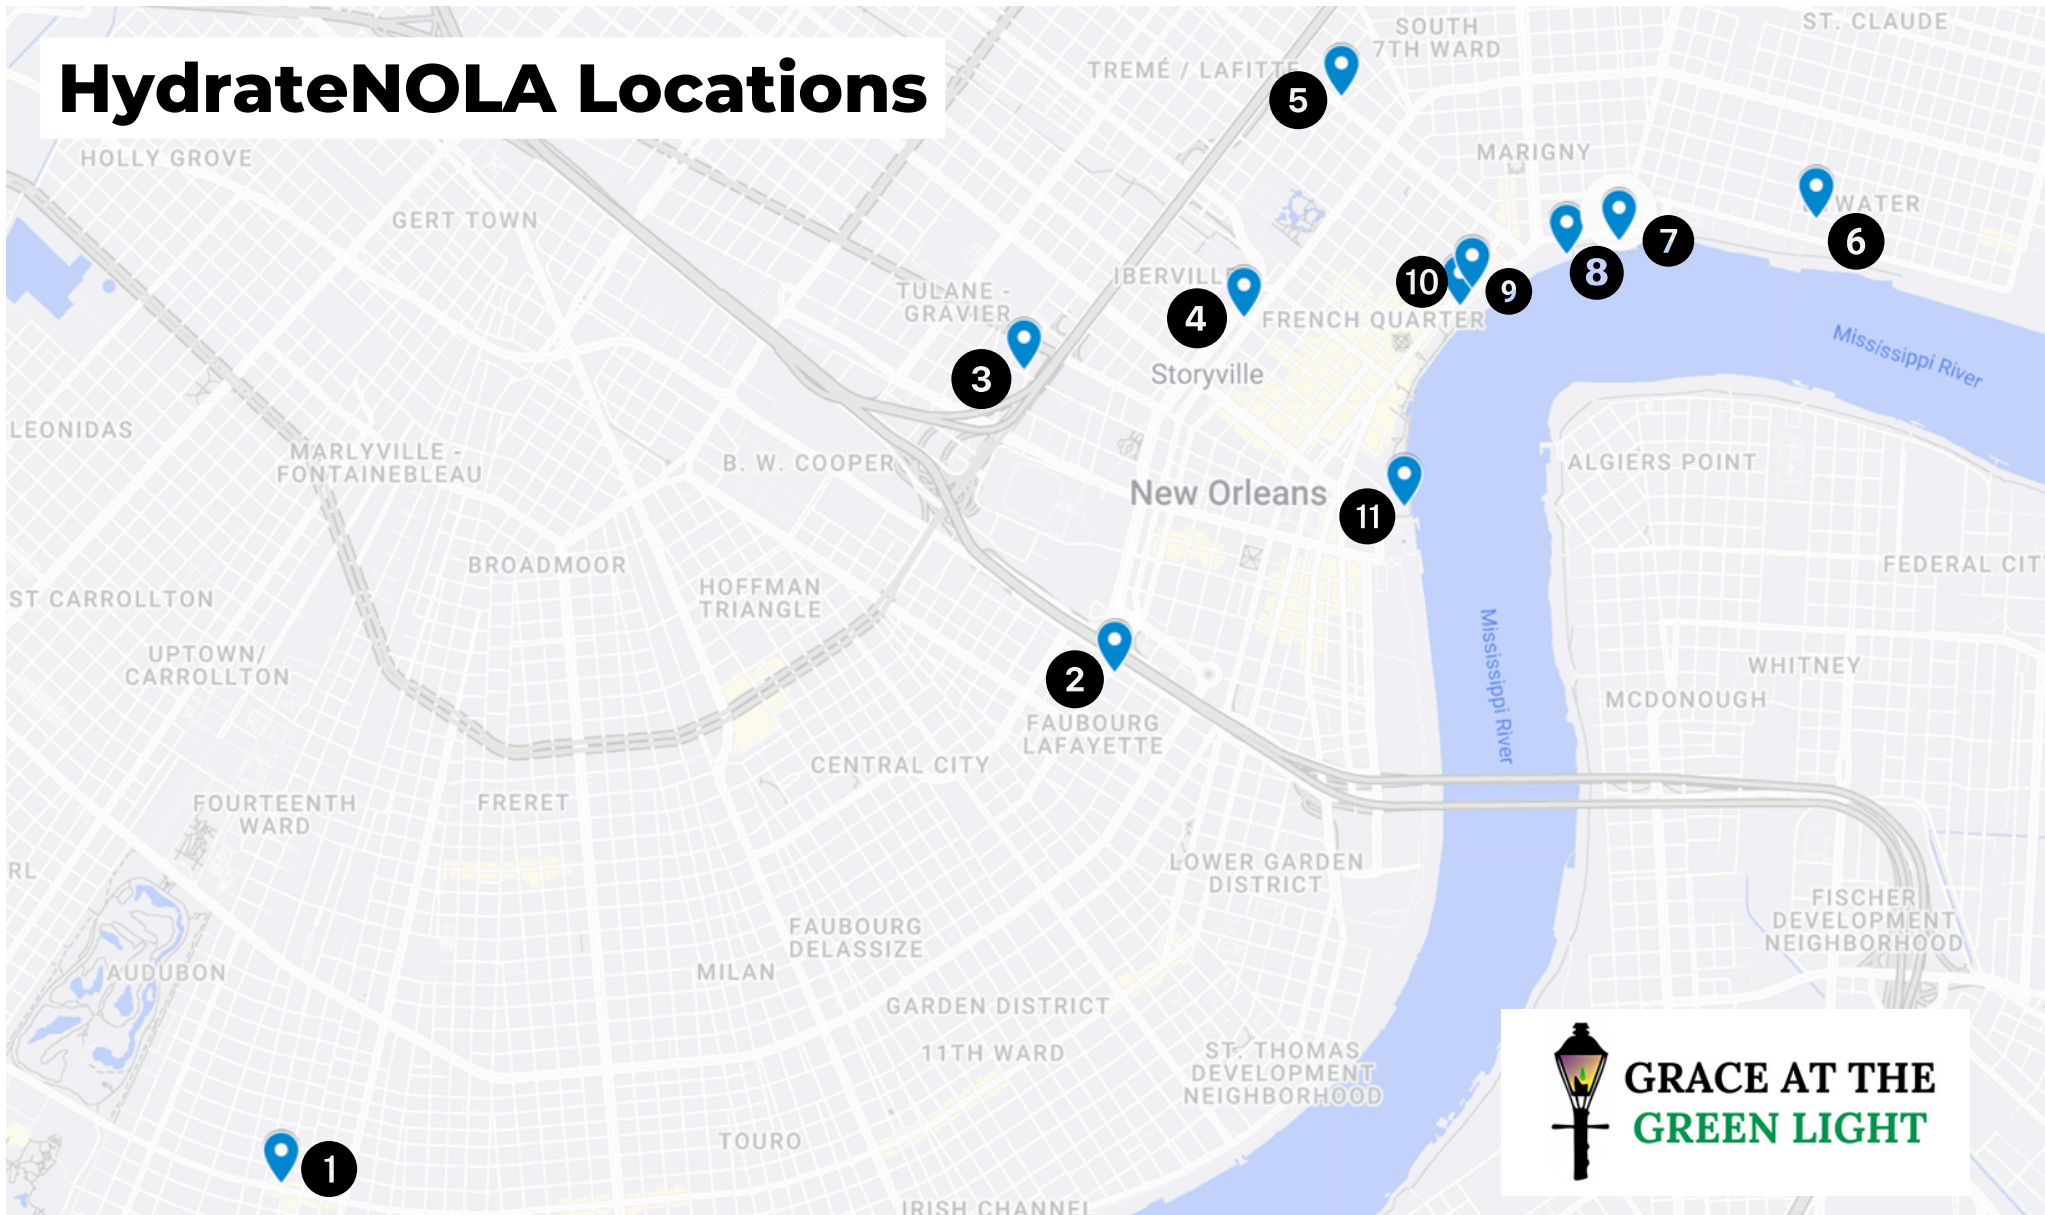 HydrateNOLA Locations
SOUTH
7TH WARD
ST. CLAUDE
TREMÉ / LAFITTE
5
HOLLY GROVE
MARIGNY
GERT TOWN
WATER
6
7
8
IBERVILLE
10
9
TULANE -
GRAVIER
4
FRENCH QUARTER
3
Storyville
Mississippi River
LEONIDAS
MARLYVILLE -
FONTAINEBLEAU
B. W. COOPER
ALGIERS POINT
New Orleans
11
BROADMOOR
FEDERAL CIT
HOFFMAN
TRIANGLE
ST CARROLLTON
UPTOWN/
CARROLLTON
2
Mississippi River
WHITNEY
MCDONOUGH
FAUBOURG
LAFAYETTE
CENTRAL CITY
FOURTEENTH
WARD
FRERET
RL
LOWER GARDEN
DISTRICT
FISCHER
DEVELOPMENT
NEIGHBORHOOD
FAUBOURG
DELASSIZE
AUDUBON
MILAN
GARDEN DISTRICT
11TH WARD
ST. THOMAS
DEVELOPMENT
NEIGHBORHOOD
GRACE AT THE
GREEN LIGHT
TOURO
1
IRISH CHANNEL